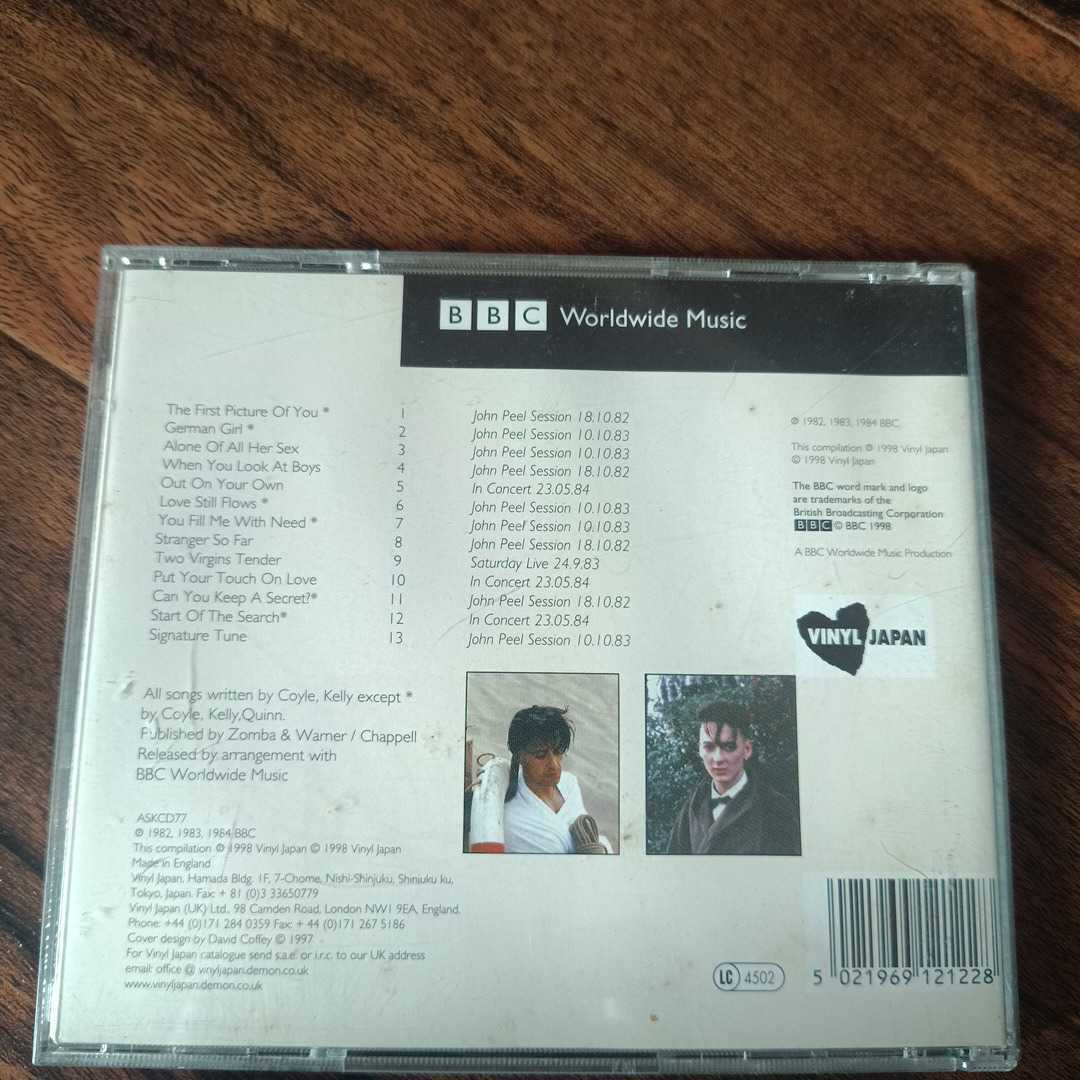 BBC Worldwide Music
The First Picture Of You * 1 John Peel Session 18.10.82
German Girl * 2 John Peel Session 10.10.83
Alone Of All Her Sex 3 John Peel Session 10.10.83
When You Look At Boys 4 John Peel Session 18.10.82
Out On Your Own 5 In Concert 23.05.84
Love Still Flows * 6 John Peel Session 10.10.83
You Fill Me With Need * 7 John Peel Session 10.10.83
Stranger So Far 8 John Peel Session 18.10.82
Two Virgins Tender 9 Saturday Live 24.9.83
Put Your Touch On Love 10 In Concert 23.05.84
Can You Keep A Secret?* 11 John Peel Session 18.10.82
Start Of The Search* 12 In Concert 23.05.84
Signature Tune 13 John Peel Session 10.10.83
℗ 1982, 1983, 1984 BBC.
This compilation ℗ 1998 Vinyl Japan
© 1998 Vinyl Japan
The BBC word mark and logo
are trademarks of the
British Broadcasting Corporation
BBC © BBC 1998
A BBC Worldwide Music Production
VINYL JAPAN
All songs written by Coyle, Kelly except *
by Coyle, Kelly,Quinn.
Published by Zomba & Warner / Chappell
Released by arrangement with
BBC Worldwide Music
ASKCD77
℗ 1982, 1983, 1984 BBC
This compilation ℗ 1998 Vinyl Japan © 1998 Vinyl Japan
Made in England
Vinyl Japan, Hamada Bldg. 1F, 7-Chome, Nishi-Shinjuku, Shinjuku ku,
Tokyo, Japan. Fax: + 81 (0)3 33650779
Vinyl Japan (UK) Ltd., 98 Camden Road, London NW1 9EA, England.
Phone: +44 (0)171 284 0359 Fax: + 44 (0)171 267 5186
Cover design by David Coffey © 1997
For Vinyl Japan catalogue send s.a.e. or i.r.c. to our UK address
email: office @ vinyljapan.demon.co.uk
www.vinyljapan.demon.co.uk
LC 4502
5 021969 121228